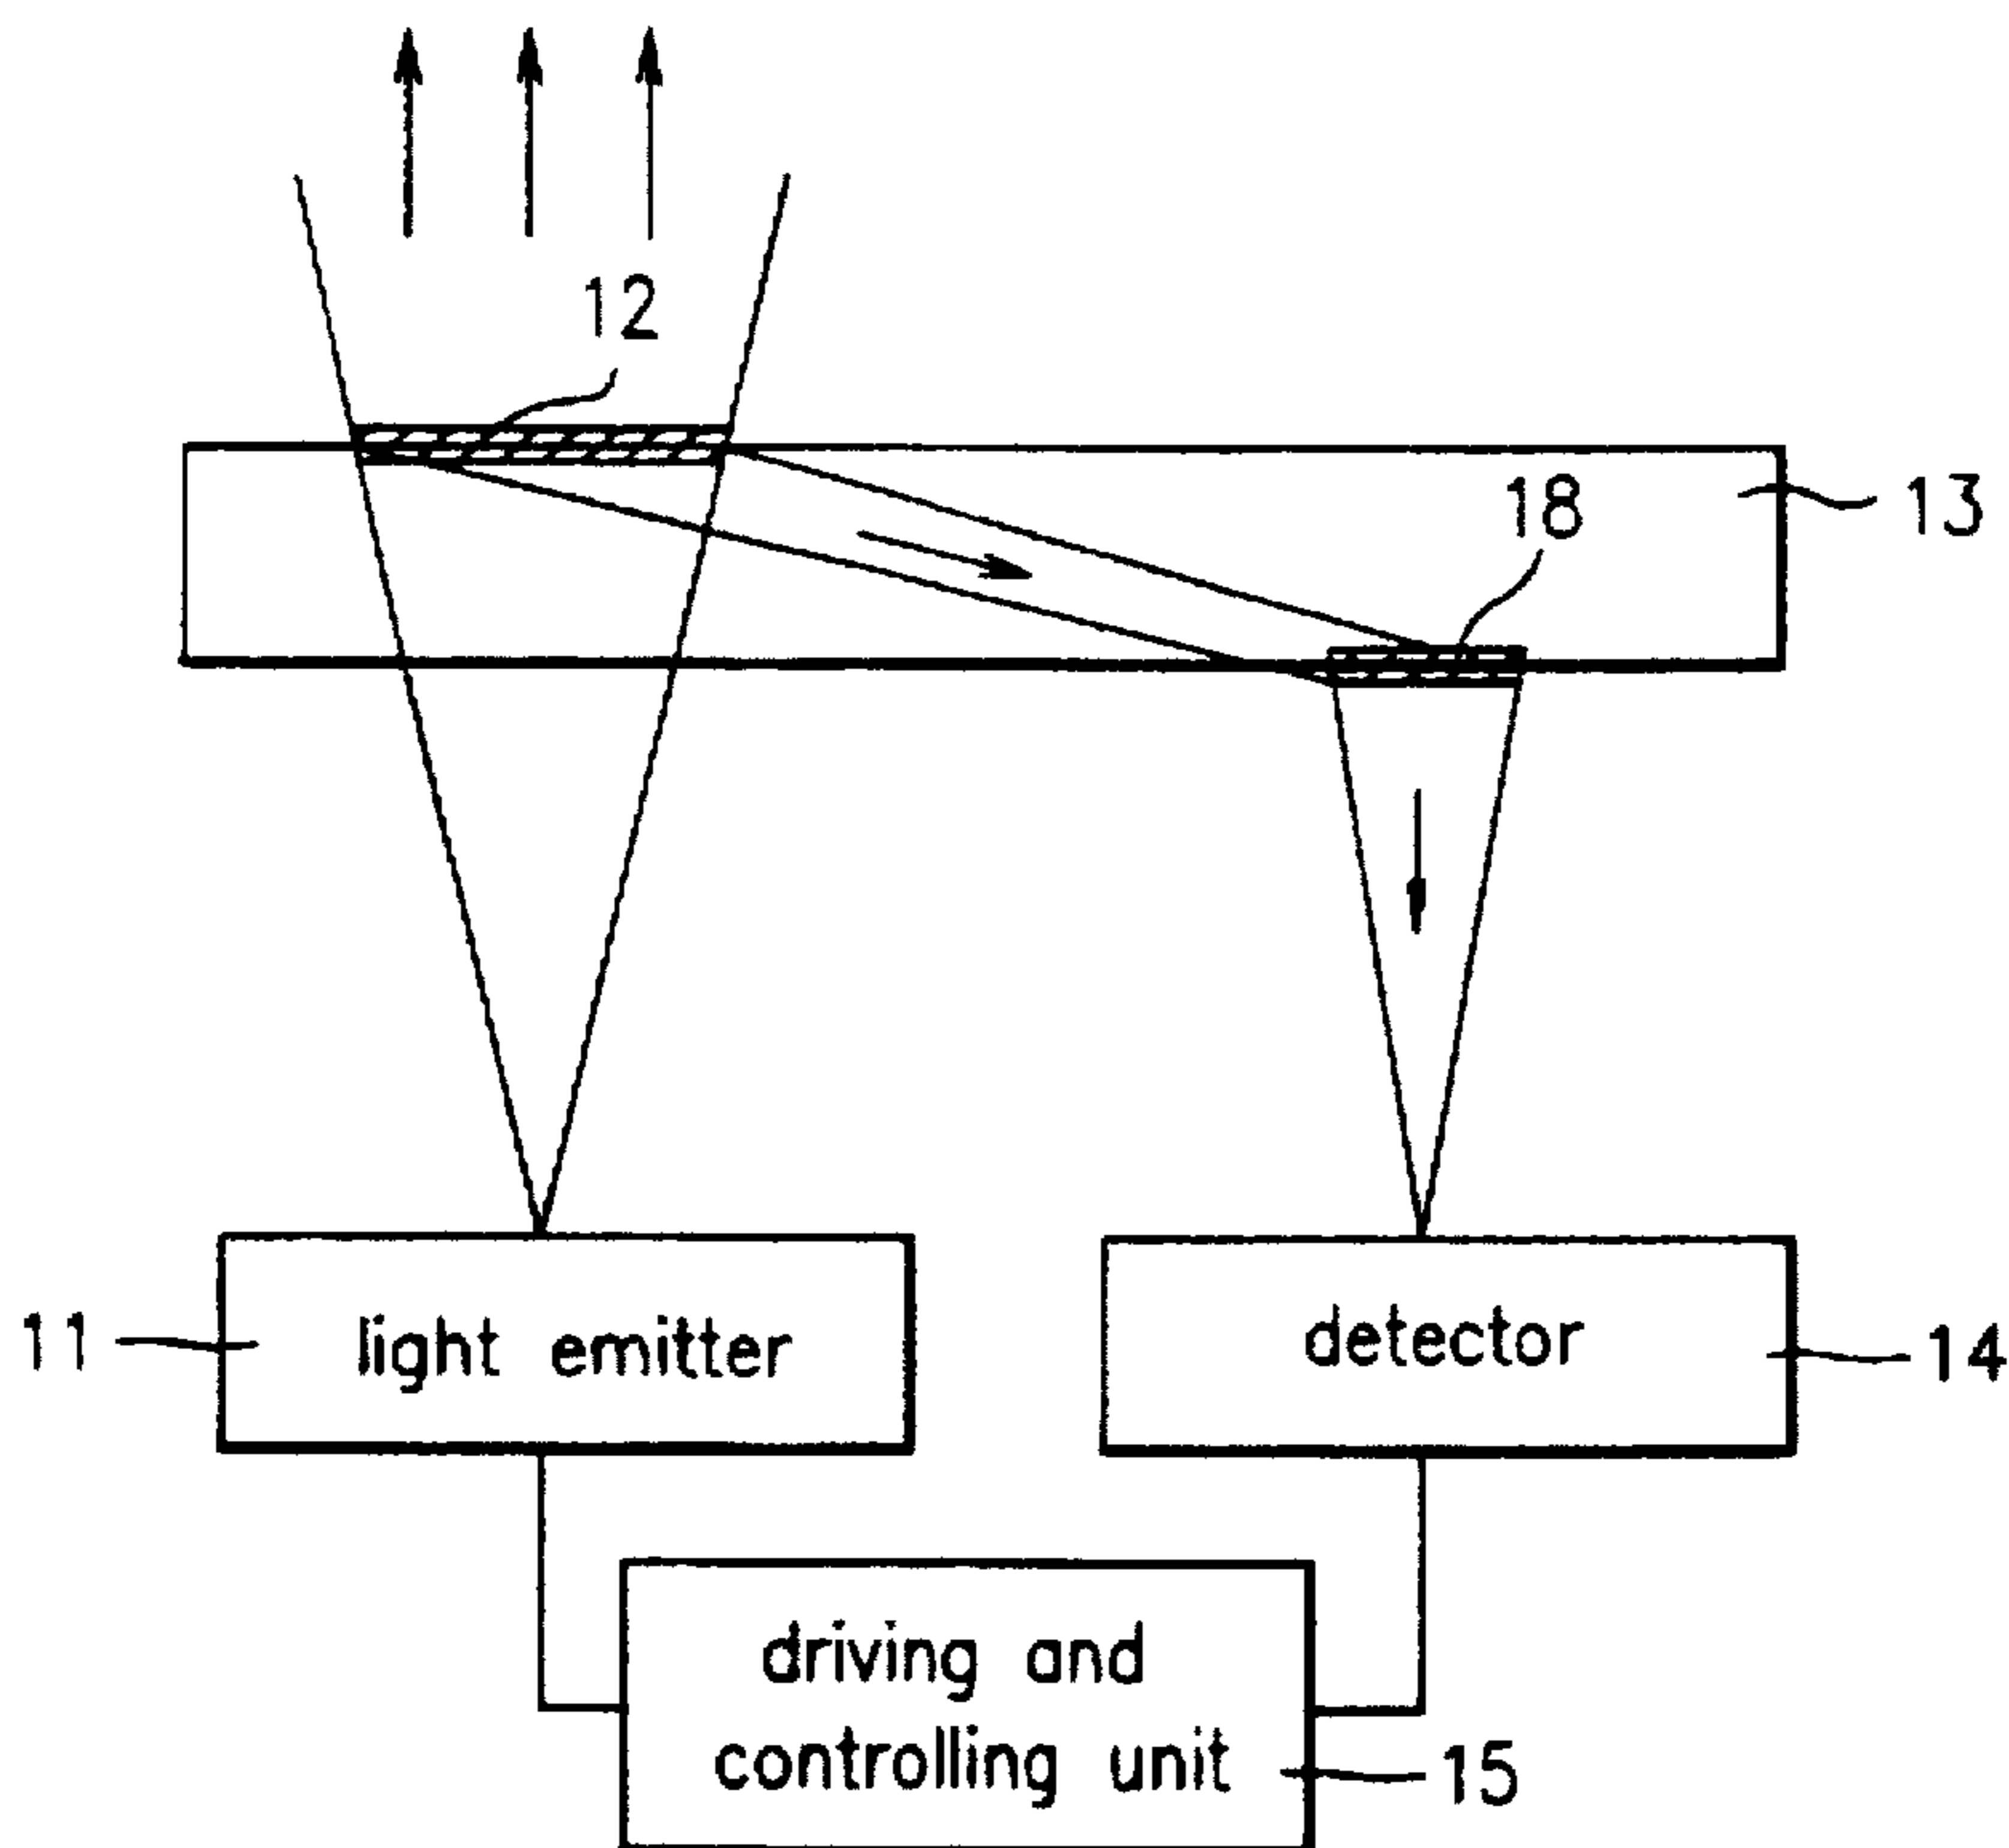 12
18
13
11
light emitter
detector
14
driving and
controlling unit
15